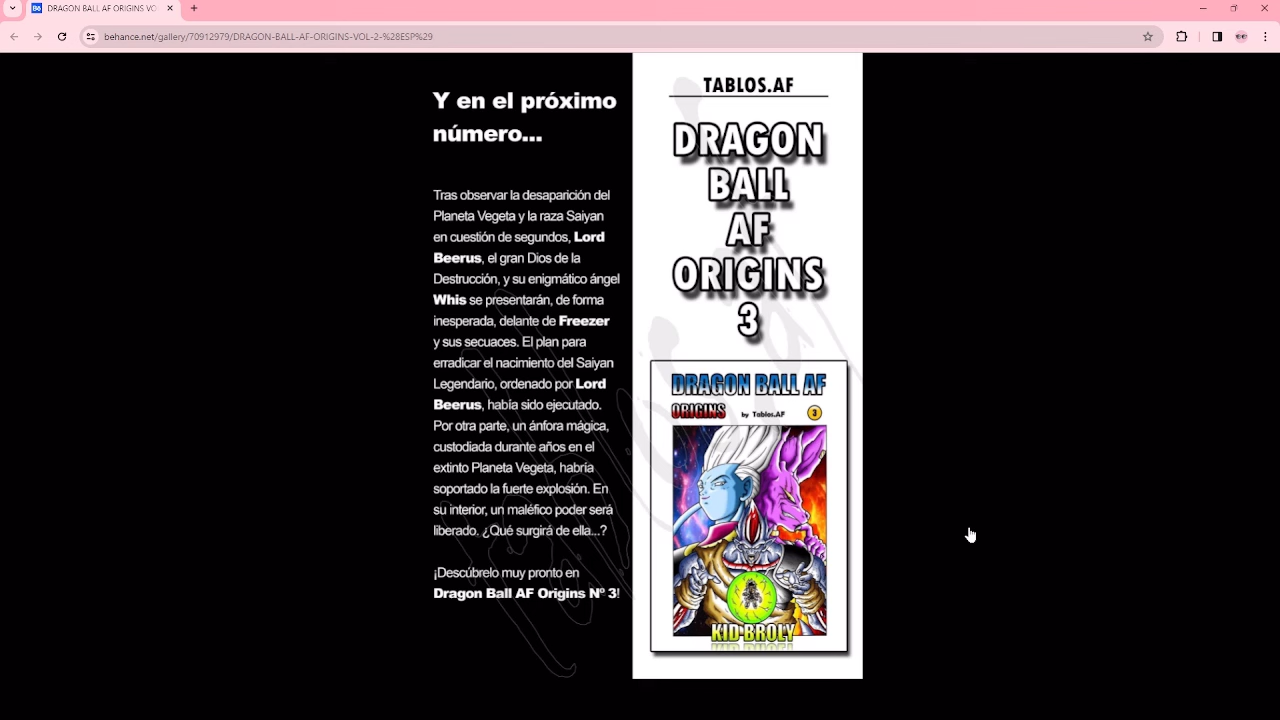 DRAGON BALL AF ORIGINS VO
behance.net/gallery/70912979/DRAGON-BALL-AF-ORIGINS-VOL-2-%28ESP%29
Y en el próximo
número...
Tras observar la desaparición del
Planeta Vegeta y la raza Saiyan
en cuestión de segundos, Lord
Beerus, el gran Dios de la
Destrucción, y su enigmático ángel
Whis se presentarán, de forma
inesperada, delante de Freezer
y sus secuaces. El plan para
erradicar el nacimiento del Saiyan
Legendario, ordenado por Lord
Beerus, había sido ejecutado.
Por otra parte, un ánfora mágica,
custodiada durante años en el
extinto Planeta Vegeta, habría
soportado la fuerte explosión. En
su interior, un maléfico poder será
liberado. ¿Qué surgirá de ella...?
¡Descúbrelo muy pronto en
Dragon Ball AF Origins Nº 3!
TABLOS.AF
DRAGON
BALL
AF
ORIGINS
3
DRAGON BALL AF
ORIGINS by Tablos.AF 3
KID BROLY